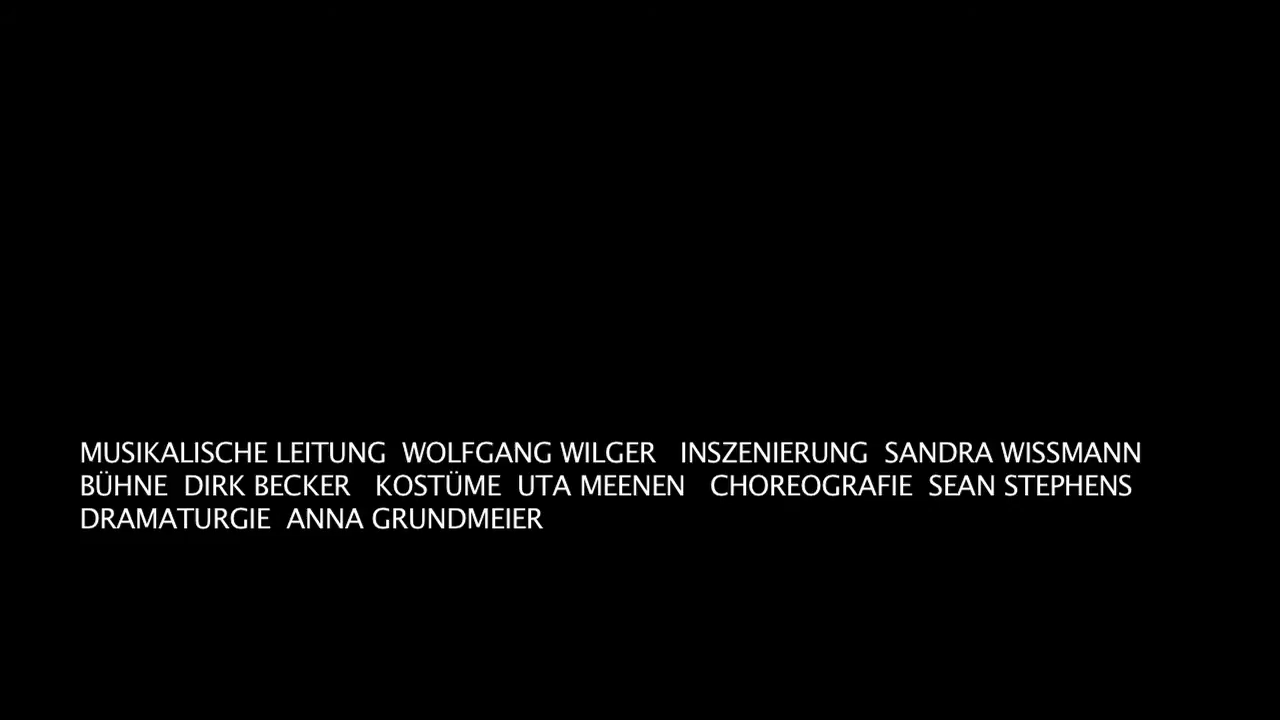 MUSIKALISCHE LEITUNG  WOLFGANG WILGER   INSZENIERUNG  SANDRA WISSMANN
BÜHNE  DIRK BECKER   KOSTÜME  UTA MEENEN   CHOREOGRAFIE  SEAN STEPHENS
DRAMATURGIE  ANNA GRUNDMEIER